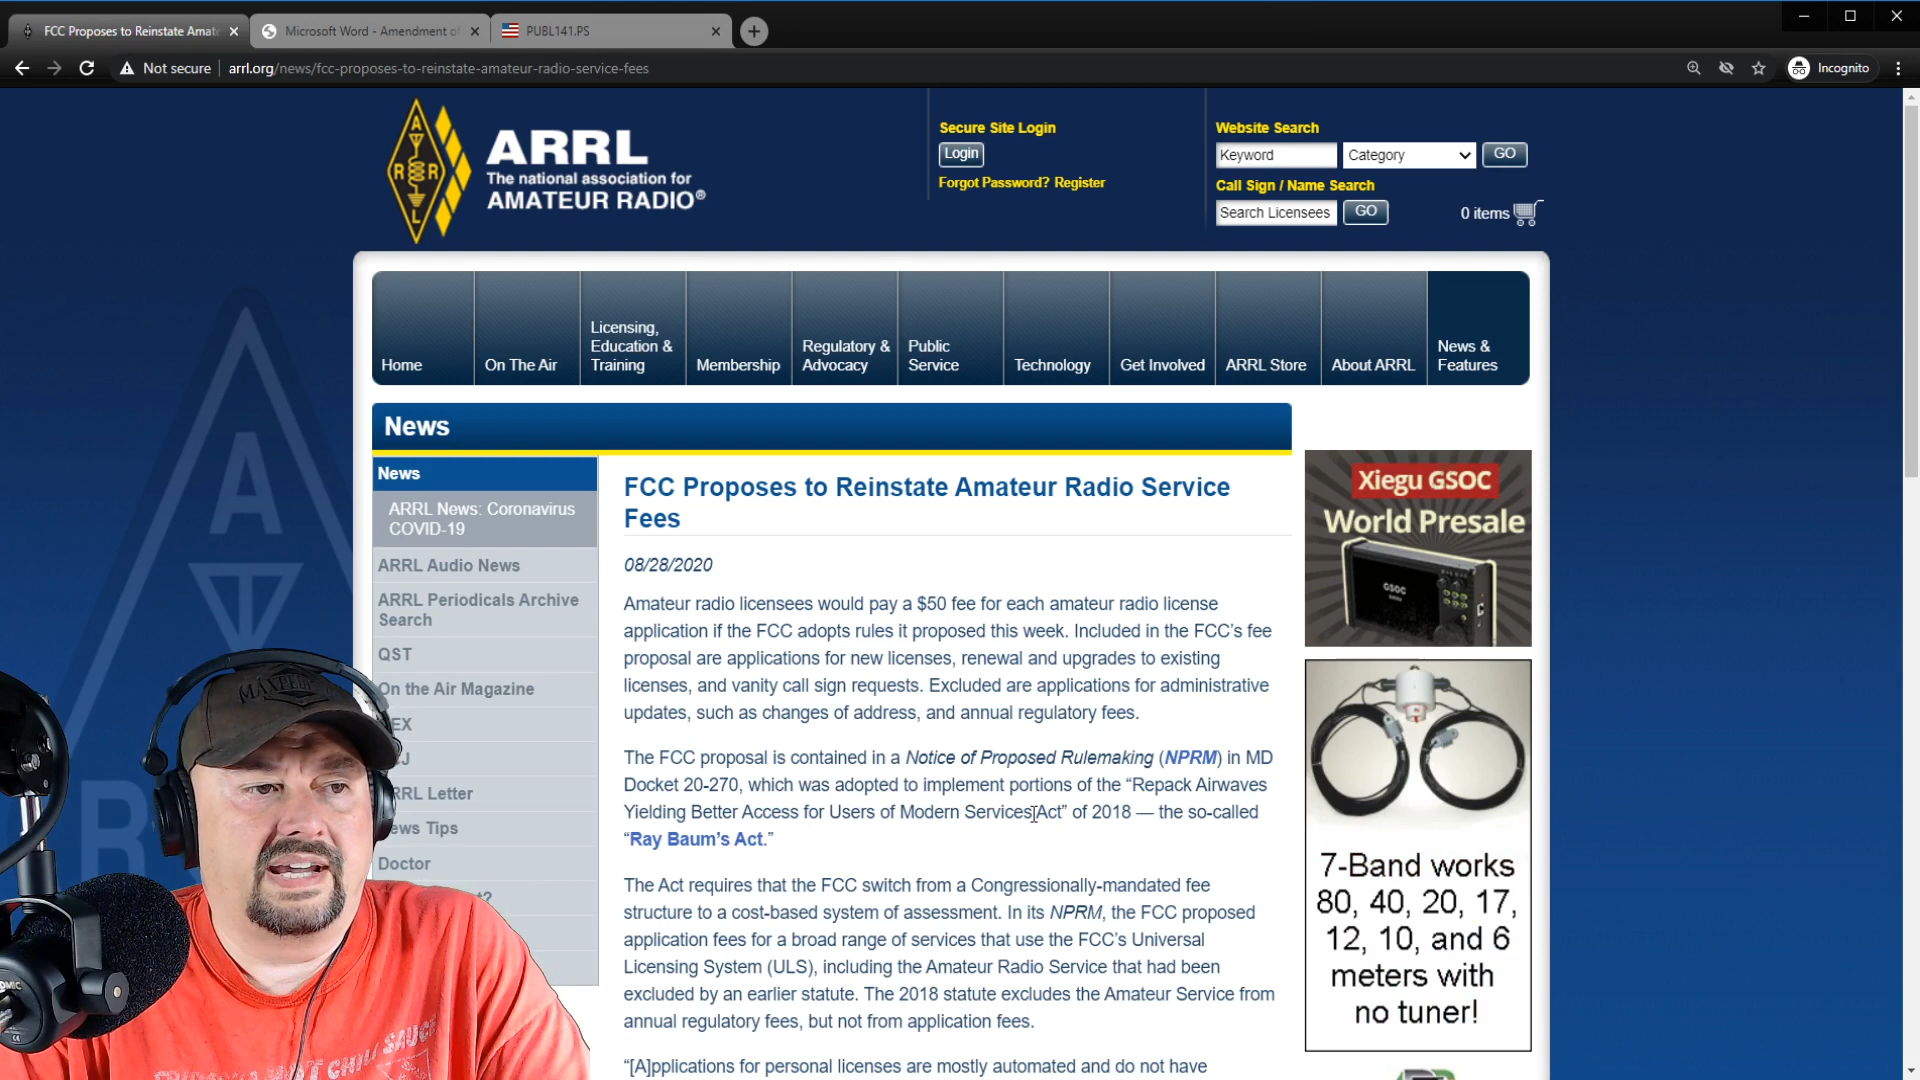 FCC Proposes to Reinstate Amate
Microsoft Word - Amendment of
PUBL141.PS
Not secure
arrl.org/news/fcc-proposes-to-reinstate-amateur-radio-service-fees
Incognito
A
R R
L
ARRL
The national association for
AMATEUR RADIO®
Secure Site Login
Login
Forgot Password? Register
Website Search
Keyword
Category
GO
Call Sign / Name Search
Search Licensees
GO
0 items
Home
On The Air
Licensing,
Education &
Training
Membership
Regulatory &
Advocacy
Public
Service
Technology
Get Involved
ARRL Store
About ARRL
News &
Features
News
News
ARRL News: Coronavirus
COVID-19
ARRL Audio News
ARRL Periodicals Archive
Search
QST
On the Air Magazine
EX
J
RL Letter
ews Tips
Doctor
t?
FCC Proposes to Reinstate Amateur Radio Service
Fees
08/28/2020
Amateur radio licensees would pay a $50 fee for each amateur radio license
application if the FCC adopts rules it proposed this week. Included in the FCC’s fee
proposal are applications for new licenses, renewal and upgrades to existing
licenses, and vanity call sign requests. Excluded are applications for administrative
updates, such as changes of address, and annual regulatory fees.
The FCC proposal is contained in a Notice of Proposed Rulemaking (NPRM) in MD
Docket 20-270, which was adopted to implement portions of the “Repack Airwaves
Yielding Better Access for Users of Modern Services Act” of 2018 — the so-called
“Ray Baum’s Act.”
The Act requires that the FCC switch from a Congressionally-mandated fee
structure to a cost-based system of assessment. In its NPRM, the FCC proposed
application fees for a broad range of services that use the FCC’s Universal
Licensing System (ULS), including the Amateur Radio Service that had been
excluded by an earlier statute. The 2018 statute excludes the Amateur Service from
annual regulatory fees, but not from application fees.
“[A]pplications for personal licenses are mostly automated and do not have
Xiegu GSOC
World Presale
GSOC
7-Band works
80, 40, 20, 17,
12, 10, and 6
meters with
no tuner!